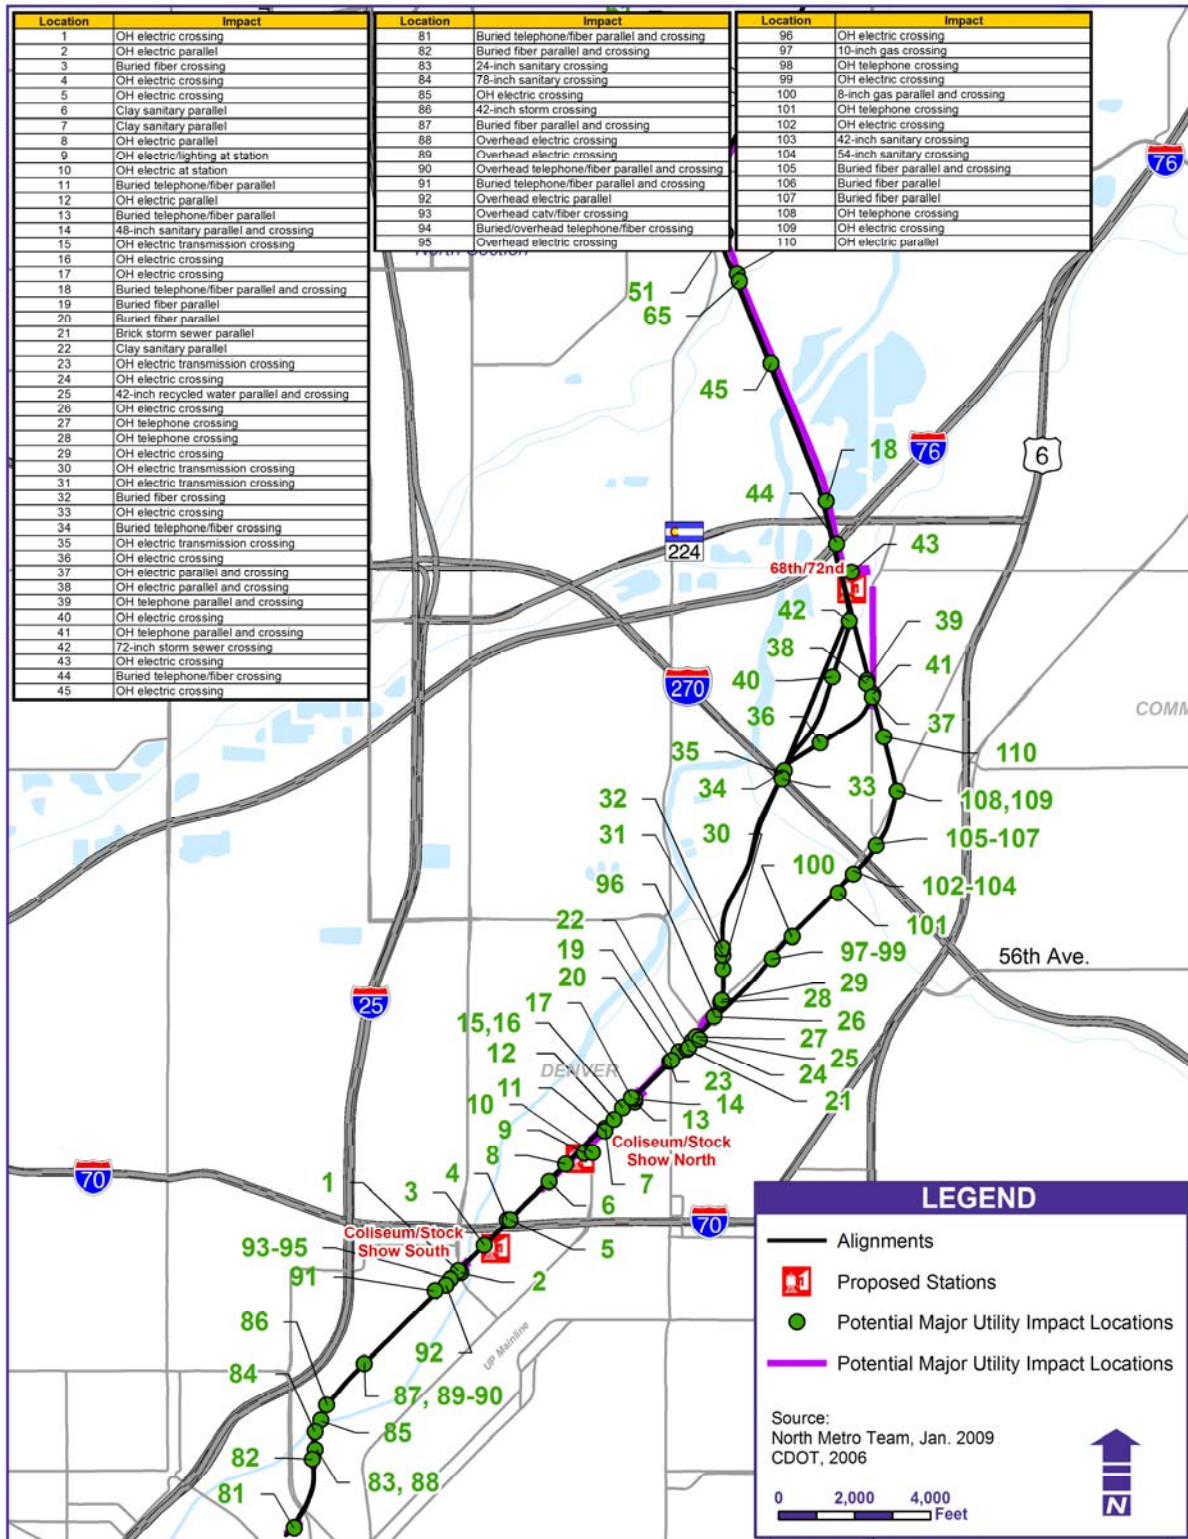 Location Impact
1 OH electric crossing
2 OH electric parallel
3 Buried fiber crossing
4 OH electric crossing
5 OH electric crossing
6 Clay sanitary parallel
7 Clay sanitary parallel
8 OH electric parallel
9 OH electric/lighting at station
10 OH electric at station
11 Buried telephone/fiber parallel
12 OH electric parallel
13 Buried telephone/fiber parallel
14 48-inch sanitary parallel and crossing
15 OH electric transmission crossing
16 OH electric crossing
17 OH electric crossing
18 Buried telephone/fiber parallel and crossing
19 Buried fiber parallel
20 Buried fiber parallel
21 Brick storm sewer parallel
22 Clay sanitary parallel
23 OH electric transmission crossing
24 OH electric crossing
25 42-inch recycled water parallel and crossing
26 OH electric crossing
27 OH telephone crossing
28 OH telephone crossing
29 OH electric crossing
30 OH electric transmission crossing
31 OH electric transmission crossing
32 Buried fiber crossing
33 OH electric crossing
34 Buried telephone/fiber crossing
35 OH electric transmission crossing
36 OH electric crossing
37 OH electric parallel and crossing
38 OH electric parallel and crossing
39 OH telephone parallel and crossing
40 OH electric crossing
41 OH telephone parallel and crossing
42 72-inch storm sewer crossing
43 OH electric crossing
44 Buried telephone/fiber crossing
45 OH electric crossing
Location Impact
81 Buried telephone/fiber parallel and crossing
82 Buried fiber parallel and crossing
83 24-inch sanitary crossing
84 78-inch sanitary crossing
85 OH electric crossing
86 42-inch storm crossing
87 Buried fiber parallel and crossing
88 Overhead electric crossing
89 Overhead electric crossing
90 Overhead telephone/fiber parallel and crossing
91 Buried telephone/fiber parallel and crossing
92 Overhead electric parallel
93 Overhead catv/fiber crossing
94 Buried/overhead telephone/fiber crossing
95 Overhead electric crossing
Location Impact
96 OH electric crossing
97 10-inch gas crossing
98 OH telephone crossing
99 OH electric crossing
100 8-inch gas parallel and crossing
101 OH telephone crossing
102 OH electric crossing
103 42-inch sanitary crossing
104 54-inch sanitary crossing
105 Buried fiber parallel and crossing
106 Buried fiber parallel
107 Buried fiber parallel
108 OH telephone crossing
109 OH electric crossing
110 OH electric parallel
76
51
65
45
18
76
6
44
224
43
68th/72nd
42
39
38
41
270
40
COMM
36
37
35
110
34
33
32
108,109
31
30
105-107
100
96
102-104
22
101
19
97-99
56th Ave.
20
29
25
17
28
15,16
26
12
27
DENVER
25
11
23
24
10
14
21
9
13
Coliseum/Stock
Show North
8
4
7
70
1
3
6
70
Coliseum/Stock
Show South
93-95
5
91
2
86
UP Mainline
92
84
87, 89-90
85
82
83, 88
81
LEGEND
Alignments
Proposed Stations
Potential Major Utility Impact Locations
Potential Major Utility Impact Locations
Source:
North Metro Team, Jan. 2009
CDOT, 2006
0 2,000 4,000
Feet
N